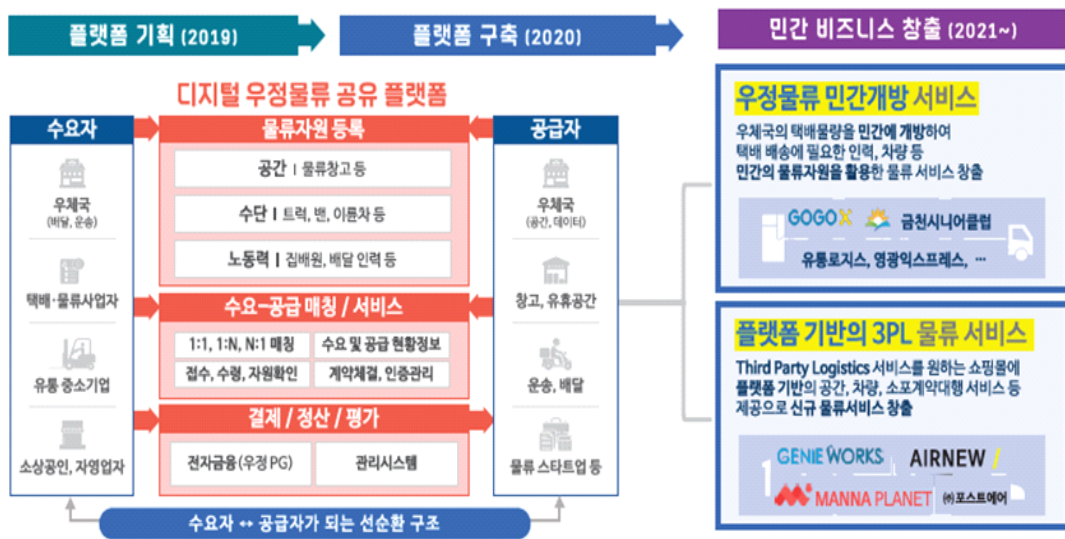 플랫폼 기획 (2019)
플랫폼 구축 (2020)
민간 비즈니스 창출 (2021~)
디지털 우정물류 공유 플랫폼
수요자
우체국
(배달, 운송)
택배·물류사업자
유통 중소기업
소상공인, 자영업자
물류자원 등록
공간 | 물류창고 등
수단 | 트럭, 밴, 이륜차 등
노동력 | 집배원, 배달 인력 등
수요-공급 매칭 / 서비스
1:1, 1:N, N:1 매칭
수요 및 공급 현황정보
접수, 수령, 자원확인
계약체결, 인증관리
결제 / 정산 / 평가
전자금융(우정 PG)
관리시스템
공급자
우체국
(공간, 데이터)
창고, 유휴공간
운송, 배달
물류 스타트업 등
수요자 ↔ 공급자가 되는 선순환 구조
우정물류 민간개방 서비스
우체국의 택배물량을 민간에 개방하여
택배 배송에 필요한 인력, 차량 등
민간의 물류자원을 활용한 물류 서비스 창출
GOGO X 금천시니어클럽
유통로지스, 영광익스프레스, ···
플랫폼 기반의 3PL 물류 서비스
Third Party Logistics 서비스를 원하는 쇼핑몰에
플랫폼 기반의 공간, 차량, 소포계약대행 서비스 등
제공으로 신규 물류서비스 창출
GENIE WORKS AIRNEW /
MANNA PLANET ㈜포스트에어